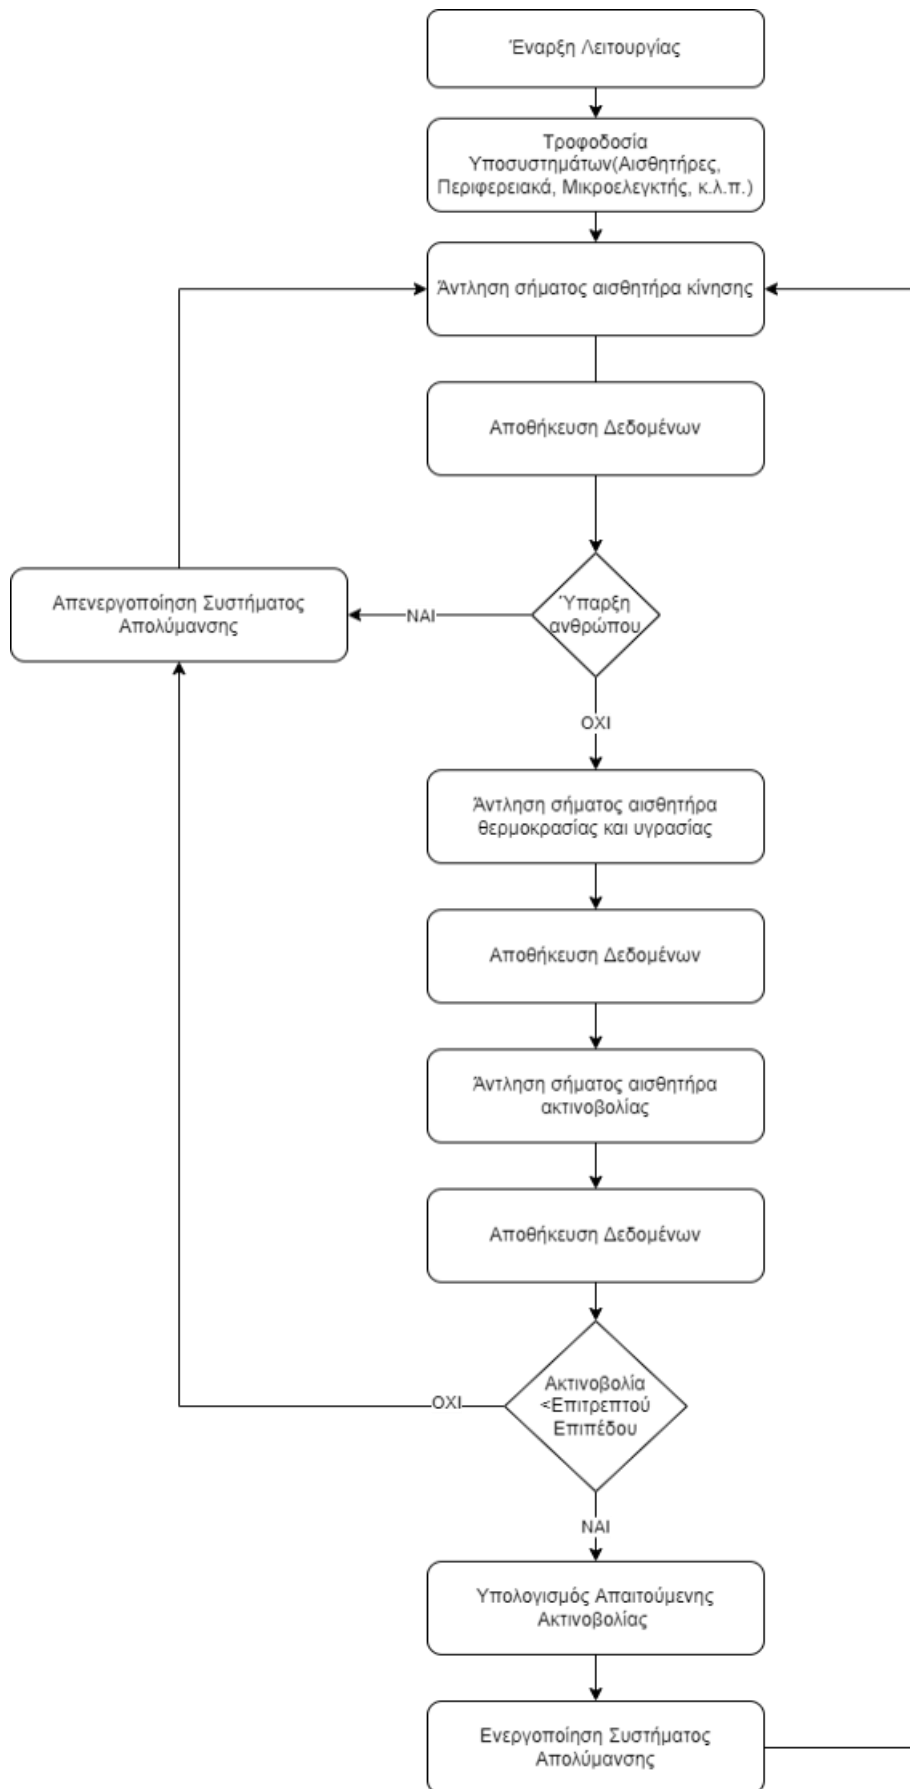 Έναρξη Λειτουργίας
Τροφοδοσία
Υποσυστημάτων(Αισθητήρες,
Περιφερειακά, Μικροελεγκτής, κ.λ.π.)
Άντληση σήματος αισθητήρα κίνησης
Αποθήκευση Δεδομένων
Απενεργοποίηση Συστήματος
Απολύμανσης
ΝΑΙ
Ύπαρξη
ανθρώπου
ΟΧΙ
Άντληση σήματος αισθητήρα
θερμοκρασίας και υγρασίας
Αποθήκευση Δεδομένων
Άντληση σήματος αισθητήρα
ακτινοβολίας
Αποθήκευση Δεδομένων
ΟΧΙ
Ακτινοβολία
<Επιτρεπτού
Επιπέδου
ΝΑΙ
Υπολογισμός Απαιτούμενης
Ακτινοβολίας
Ενεργοποίηση Συστήματος
Απολύμανσης